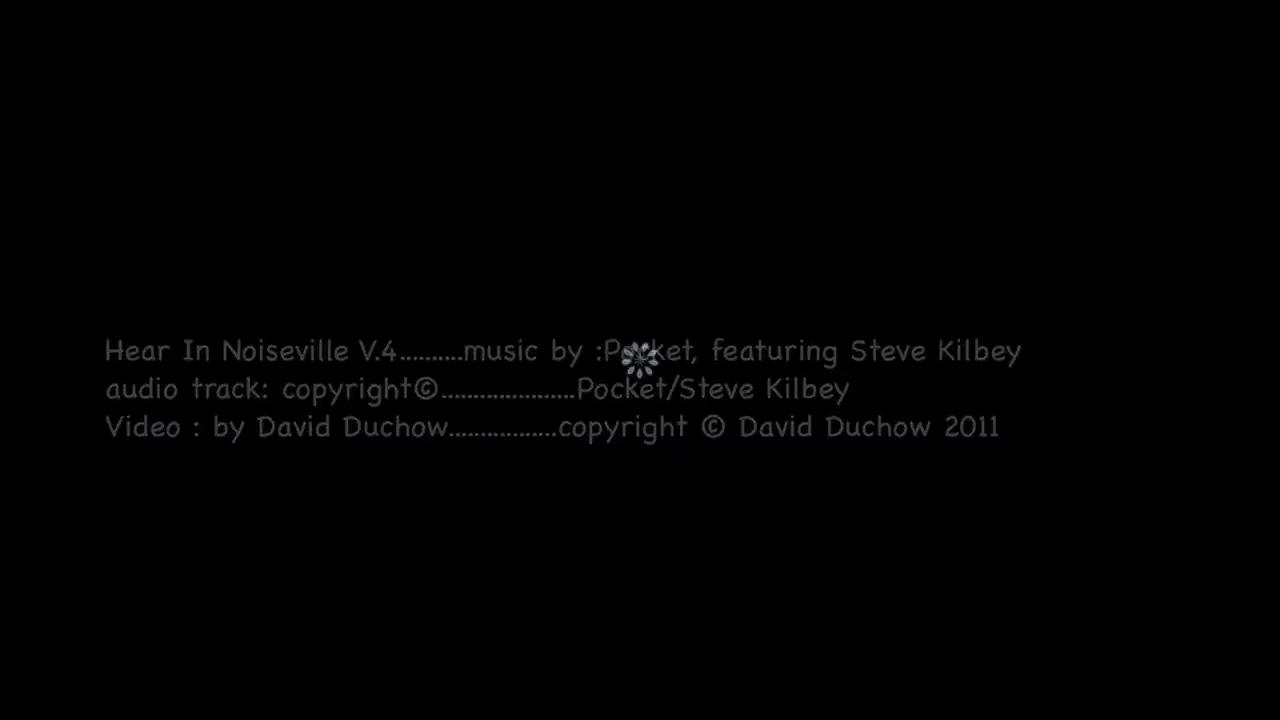 Hear In Noiseville V.4..........music by :Pocket, featuring Steve Kilbey
audio track: copyright©.....................Pocket/Steve Kilbey
Video : by David Duchow.................copyright © David Duchow 2011